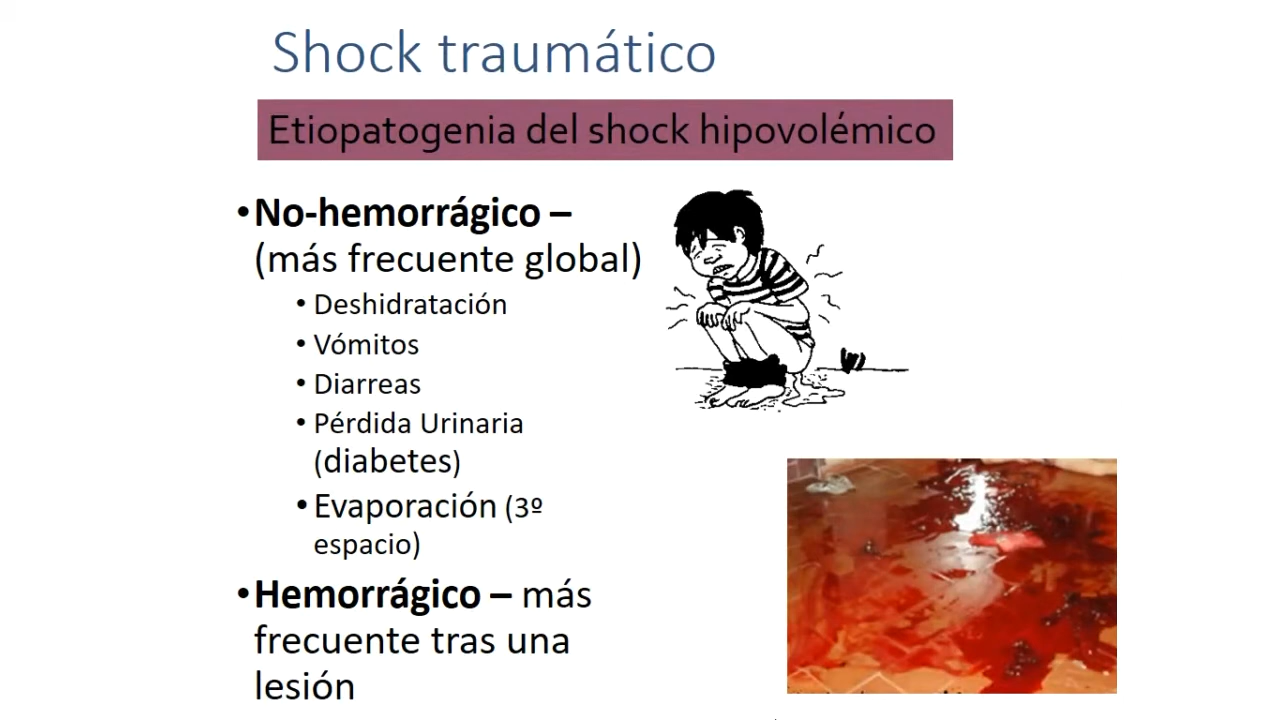 Shock traumático
Etiopatogenia del shock hipovolémico
•No-hemorrágico –
(más frecuente global)
• Deshidratación
• Vómitos
• Diarreas
• Pérdida Urinaria
(diabetes)
• Evaporación (3º
espacio)
•Hemorrágico – más
frecuente tras una
lesión